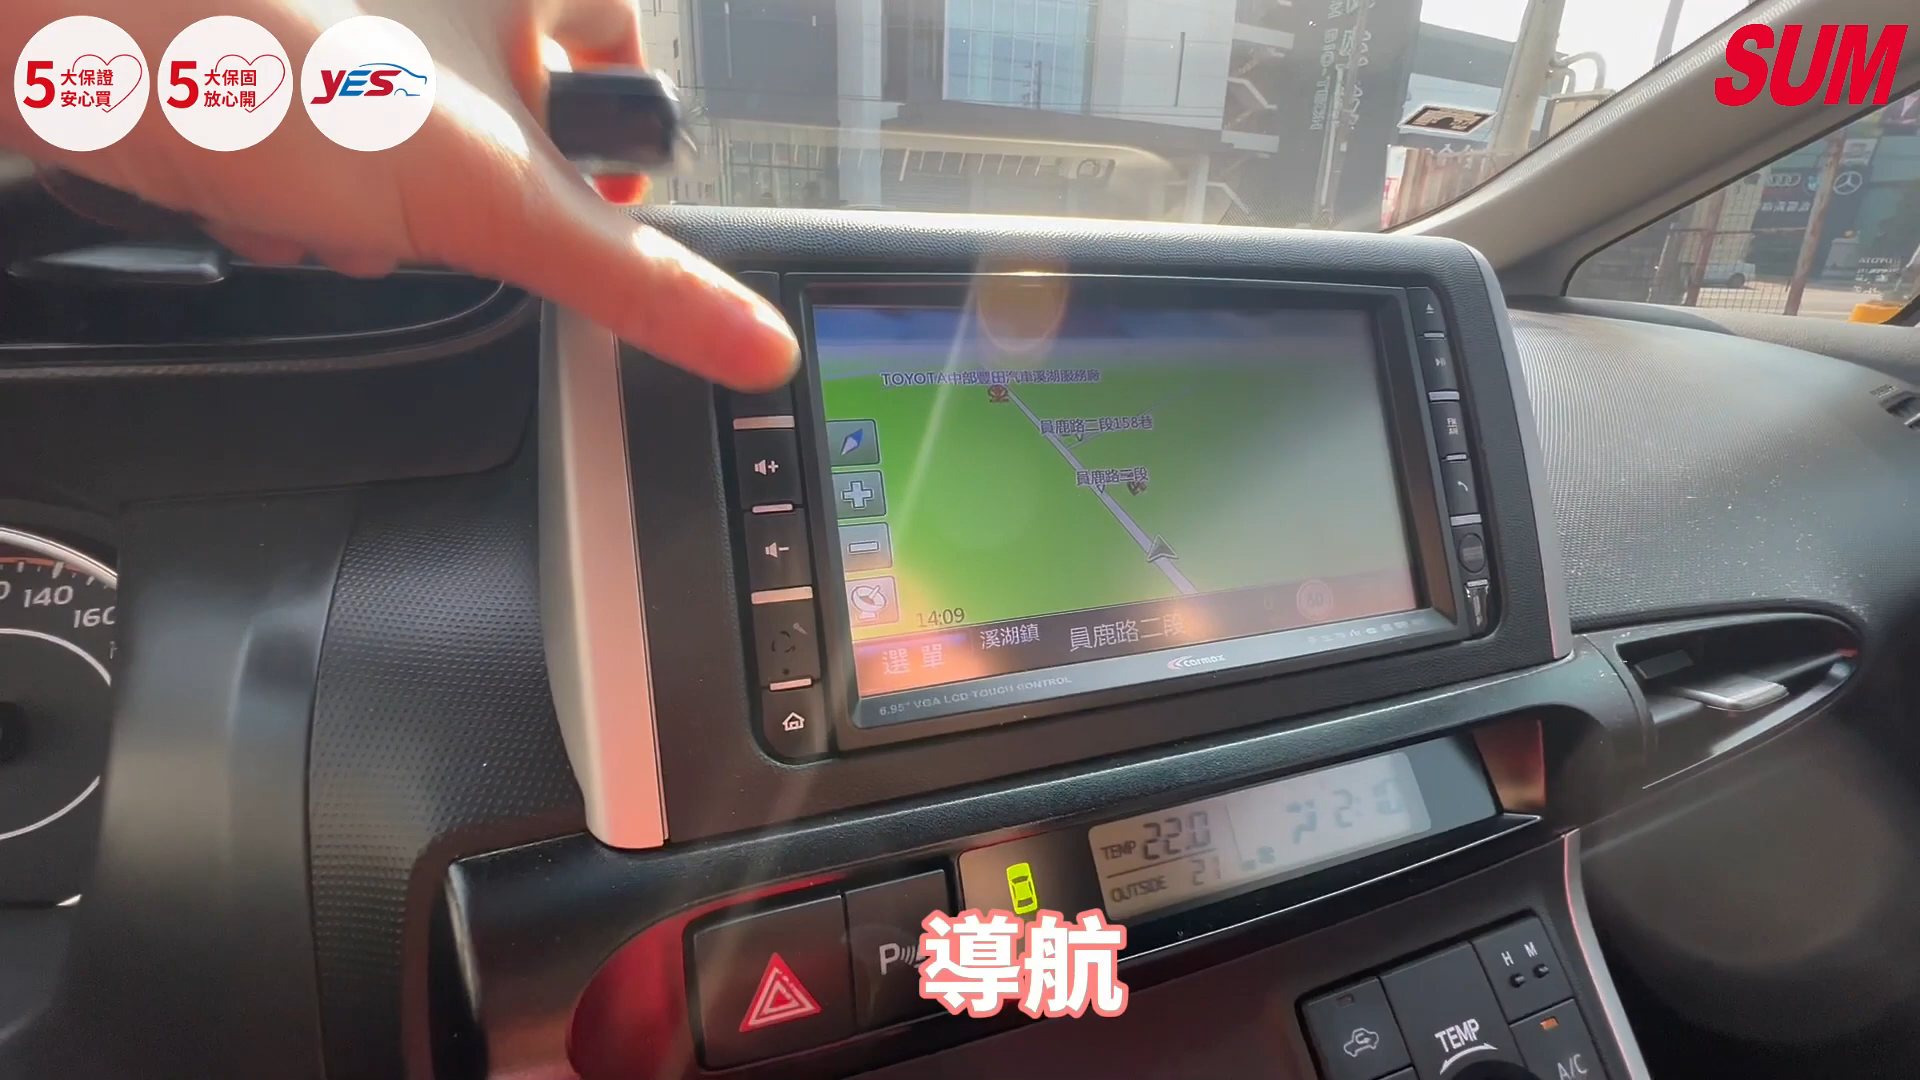 5大保證
安心買
5大保固
放心開
YES
SUM
TOYOTA中部豐田汽車溪湖服務廠
員鹿路二段158巷
員鹿路二段
14:09
溪湖鎮
員鹿路二段
選單
60
carmax
6.95" VGA LCD TOUCH CONTROL
140
160
TEMP 22.0
OUTSIDE 21
P
導航
H M
TEMP
A/C